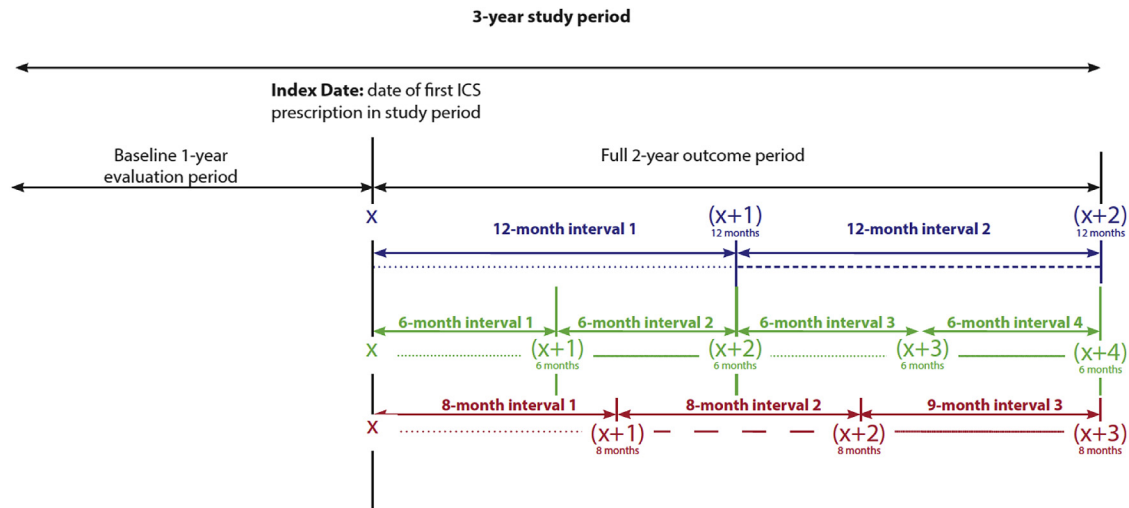 3-year study period
Index Date: date of first ICS
prescription in study period
Baseline 1-year
evaluation period
Full 2-year outcome period
x
(x+1)
12 months
(x+2)
12 months
12-month interval 1
12-month interval 2
6-month interval 1
6-month interval 2
6-month interval 3
6-month interval 4
x
(x+1)
6 months
(x+2)
6 months
(x+3)
6 months
(x+4)
6 months
8-month interval 1
8-month interval 2
9-month interval 3
x
(x+1)
8 months
(x+2)
8 months
(x+3)
8 months